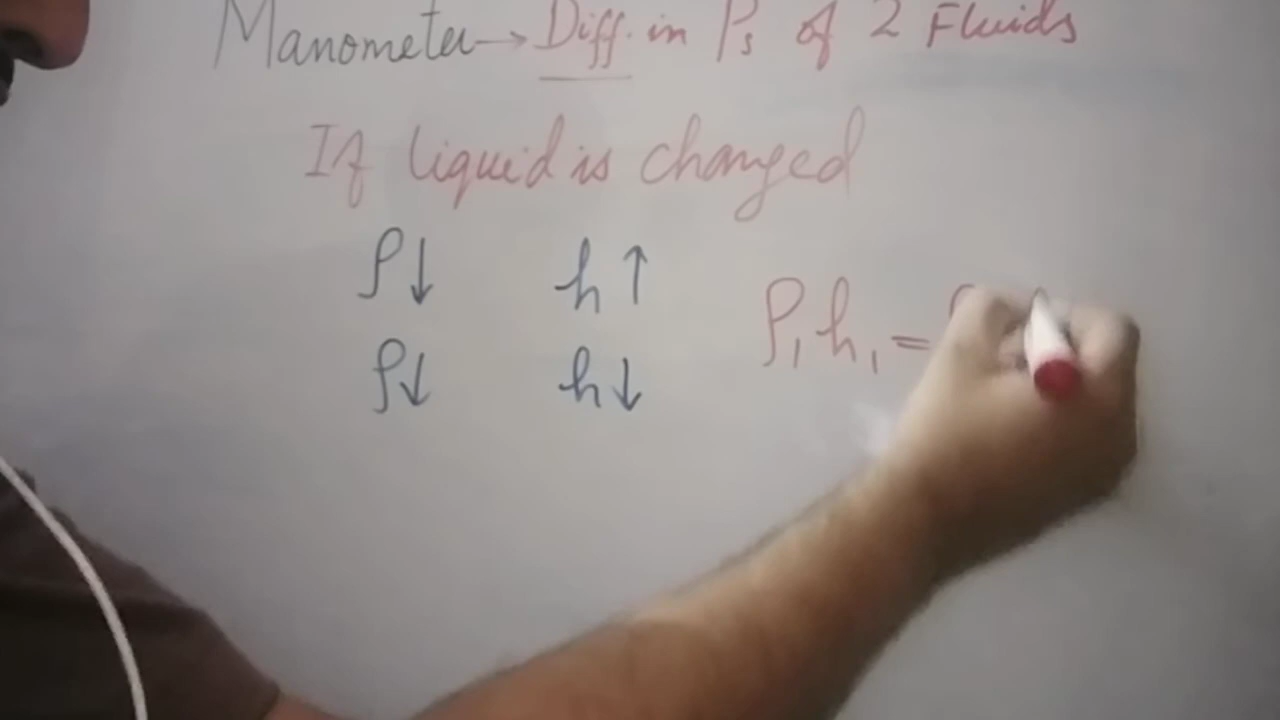 Manometer → Diff. in Ps of 2 Fluids
If liquid is changed
ρ↓ h↑
ρ↓ h↓
ρ₁h₁ =